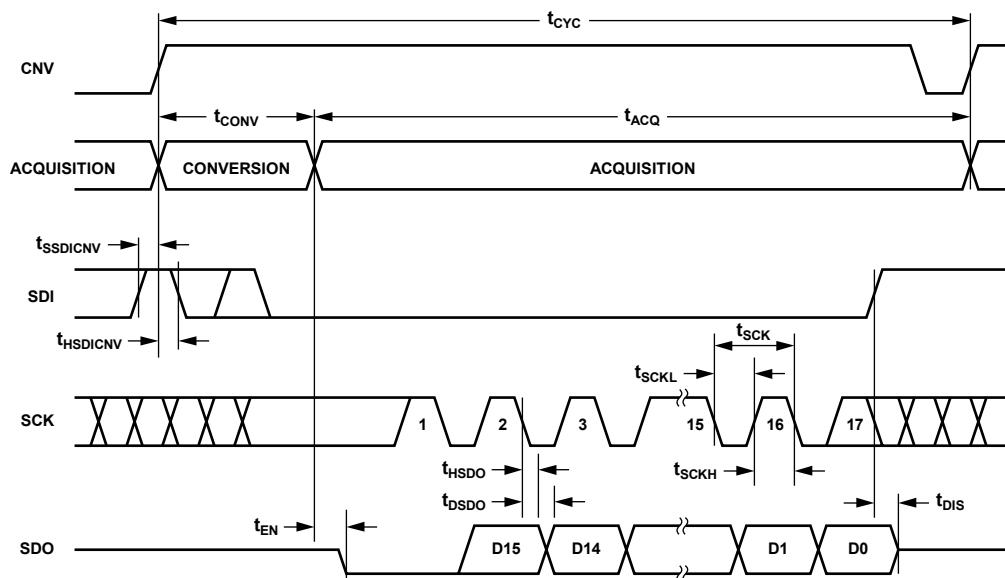 tCYC
CNV
tCONV
tACQ
ACQUISITION CONVERSION ACQUISITION
tSSDICNV
SDI
tHSDICNV
tSCK
tSCKL
SCK 1 2 3 15 16 17
tHSDO
tSCKH
tDSDO
tDIS
tEN
SDO D15 D14 D1 D0